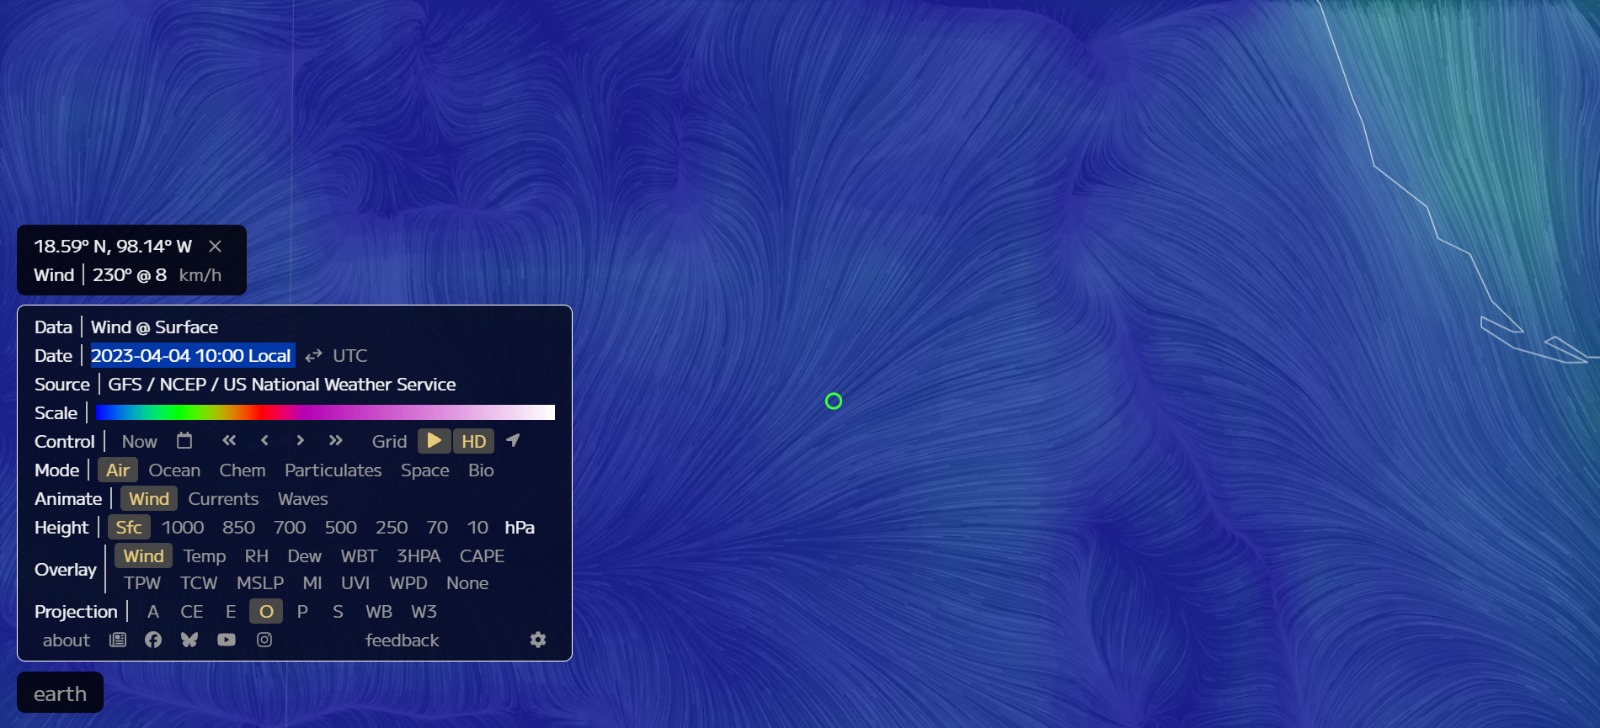 18.59° N, 98.14° W ×
Wind | 230° @ 8 km/h
Data | Wind @ Surface
Date | 2023-04-04 10:00 Local ⇄ UTC
Source | GFS / NCEP / US National Weather Service
Scale |
Control | Now « ‹ › » Grid HD
Mode | Air Ocean Chem Particulates Space Bio
Animate | Wind Currents Waves
Height | Sfc 1000 850 700 500 250 70 10 hPa
Overlay | Wind Temp RH Dew WBT 3HPA CAPE
TPW TCW MSLP MI UVI WPD None
Projection | A CE E O P S WB W3
about feedback
earth